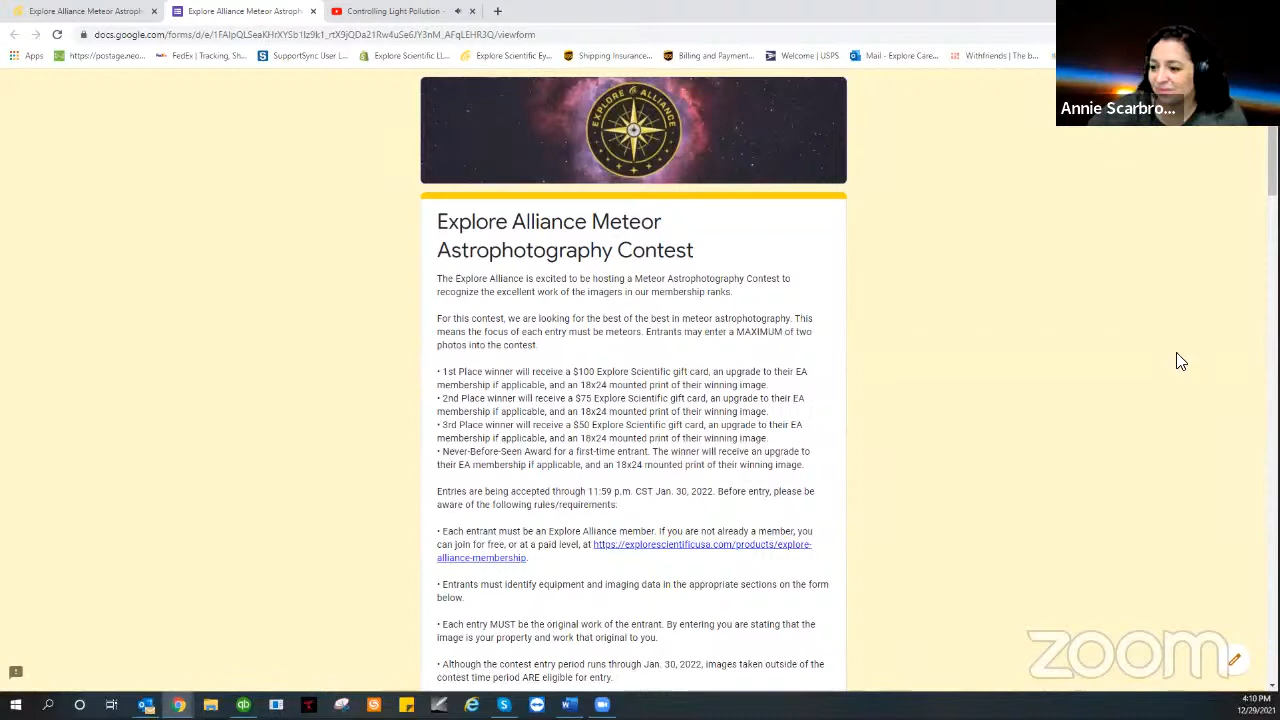 Explore Alliance Meteor Astroph
Explore Alliance Meteor Astroph
Controlling Light Pollution -
docs.google.com/forms/d/e/
/viewform
Apps
https://postage.neo...
FedEx | Tracking, Sh...
SupportSync User L...
Explore Scientific LL...
Explore Scientific Ey...
Shipping Insurance...
Billing and Payment...
Welcome | USPS
Mail - Explore Care...
Withfriends | The b...
Annie Scarbro...
EXPLORE ALLIANCE
Explore Alliance Meteor
Astrophotography Contest
The Explore Alliance is excited to be hosting a Meteor Astrophotography Contest to
recognize the excellent work of the imagers in our membership ranks.
For this contest, we are looking for the best of the best in meteor astrophotography. This
means the focus of each entry must be meteors. Entrants may enter a MAXIMUM of two
photos into the contest.
• 1st Place winner will receive a $100 Explore Scientific gift card, an upgrade to their EA
membership if applicable, and an 18x24 mounted print of their winning image.
• 2nd Place winner will receive a $75 Explore Scientific gift card, an upgrade to their EA
membership if applicable, and an 18x24 mounted print of their winning image.
• 3rd Place winner will receive a $50 Explore Scientific gift card, an upgrade to their EA
membership if applicable, and an 18x24 mounted print of their winning image.
• Never-Before-Seen Award for a first-time entrant. The winner will receive an upgrade to
their EA membership if applicable, and an 18x24 mounted print of their winning image.
Entries are being accepted through 11:59 p.m. CST Jan. 30, 2022. Before entry, please be
aware of the following rules/requirements:
• Each entrant must be an Explore Alliance member. If you are not already a member, you
can join for free, or at a paid level, at https://explorescientificusa.com/products/explore-
alliance-membership.
• Entrants must identify equipment and imaging data in the appropriate sections on the form
below.
• Each entry MUST be the original work of the entrant. By entering you are stating that the
image is your property and work that original to you.
• Although the contest entry period runs through Jan. 30, 2022, images taken outside of the
contest time period ARE eligible for entry.
zoom
4:10 PM
12/29/2021